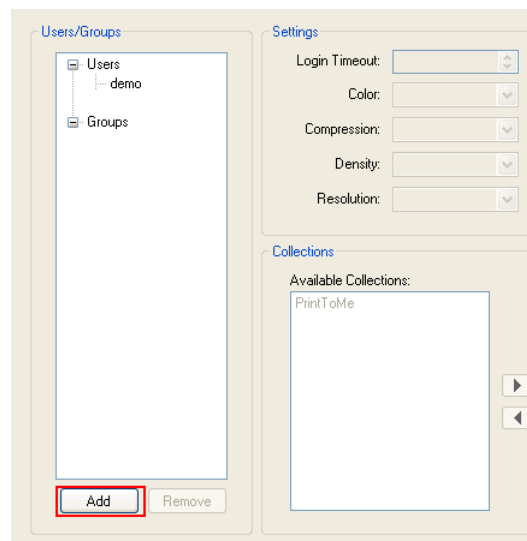 Users/Groups
Users
demo
Groups
Add
Remove
Settings
Login Timeout:
Color:
Compression:
Density:
Resolution:
Collections
Available Collections:
PrintToMe